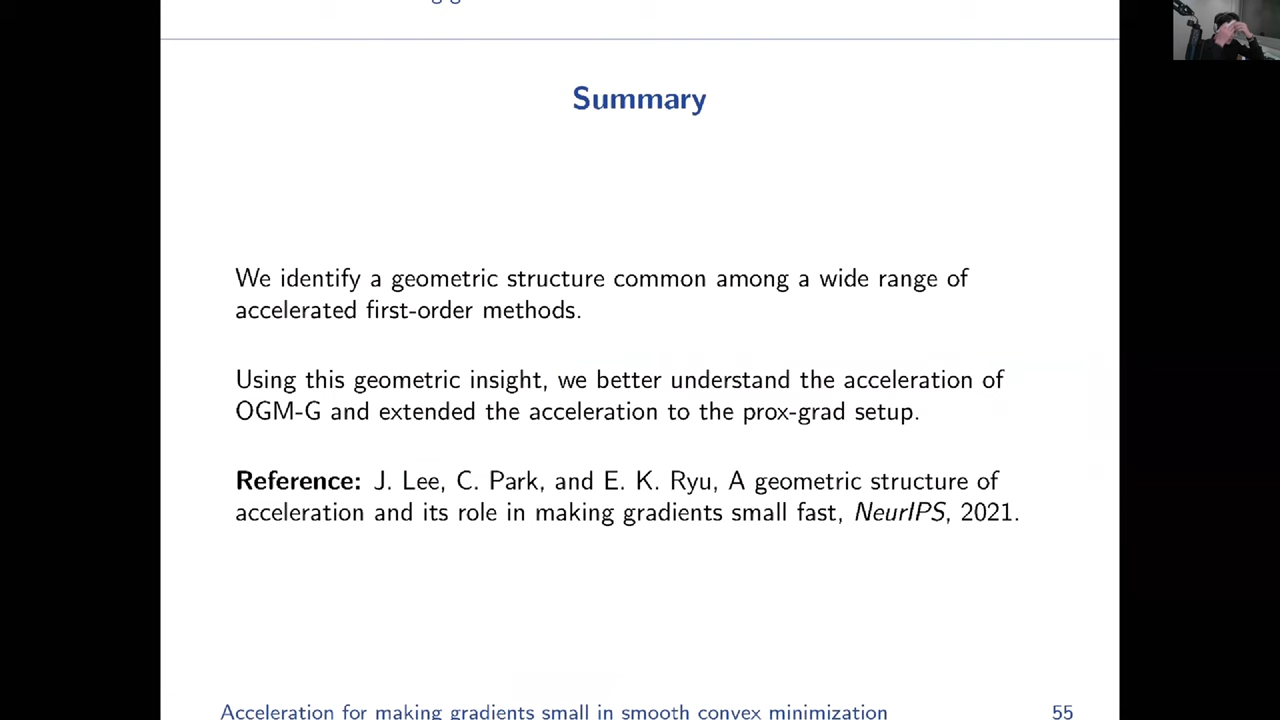 Summary
We identify a geometric structure common among a wide range of
accelerated first-order methods.
Using this geometric insight, we better understand the acceleration of
OGM-G and extended the acceleration to the prox-grad setup.
Reference: J. Lee, C. Park, and E. K. Ryu, A geometric structure of
acceleration and its role in making gradients small fast, NeurIPS, 2021.
Acceleration for making gradients small in smooth convex minimization 55